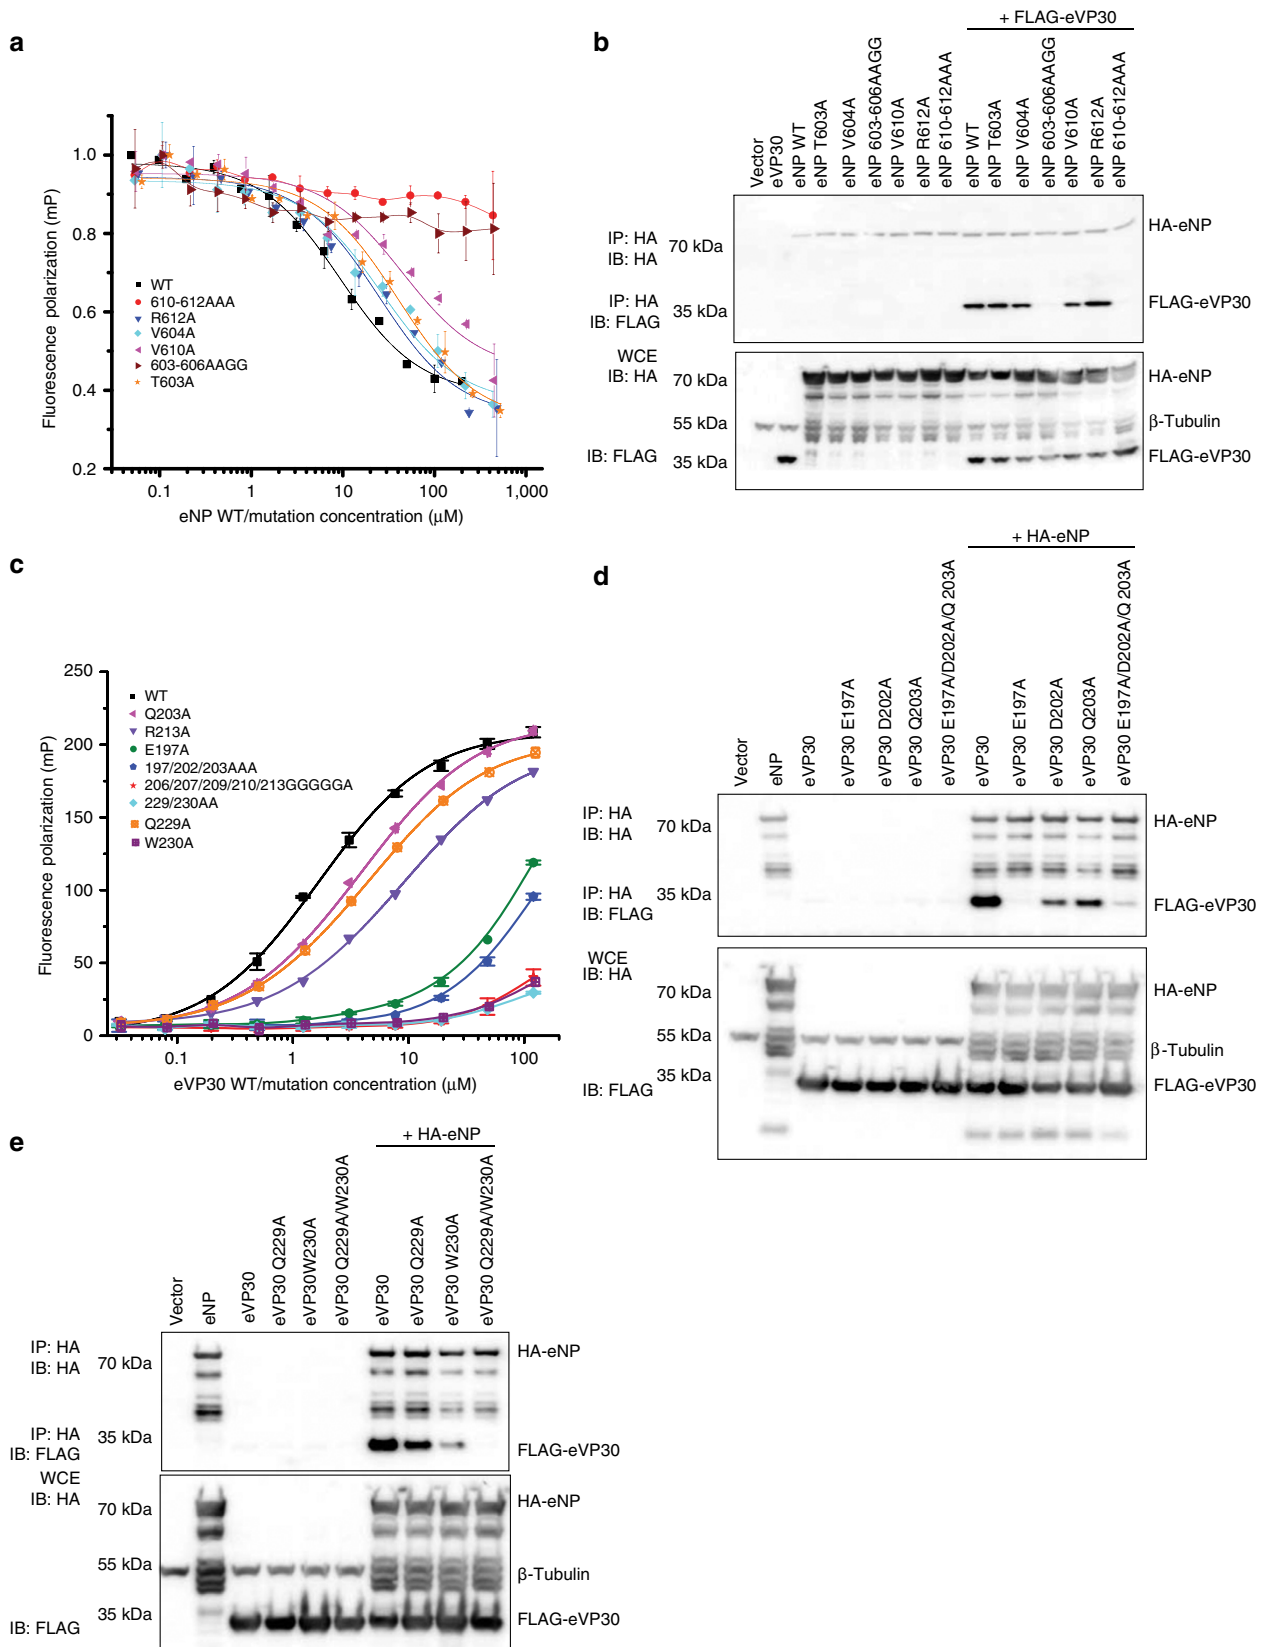 a
Fluorescence polarization (mP)
1.0
0.8
0.6
0.4
0.2
WT
610-612AAA
R612A
V604A
V610A
603-606AAGG
T603A
0.1
1
10
100
1,000
eNP WT/mutation concentration (μM)
b
+ FLAG-eVP30
Vector
eVP30
eNP WT
eNP T603A
eNP V604A
eNP 603-606AAGG
eNP V610A
eNP R612A
eNP 610-612AAA
eNP WT
eNP T603A
eNP V604A
eNP 603-606AAGG
eNP V610A
eNP R612A
eNP 610-612AAA
IP: HA
IB: HA
70 kDa
HA-eNP
IP: HA
IB: FLAG
35 kDa
FLAG-eVP30
WCE
IB: HA
70 kDa
HA-eNP
55 kDa
β-Tubulin
IB: FLAG
35 kDa
FLAG-eVP30
c
Fluorescence polarization (mP)
250
200
150
100
50
0
WT
Q203A
R213A
E197A
197/202/203AAA
206/207/209/210/213GGGGGA
229/230AA
Q229A
W230A
0.1
1
10
100
eVP30 WT/mutation concentration (μM)
d
+ HA-eNP
Vector
eNP
eVP30
eVP30 E197A
eVP30 D202A
eVP30 Q203A
eVP30 E197A/D202A/Q 203A
eVP30
eVP30 E197A
eVP30 D202A
eVP30 Q203A
eVP30 E197A/D202A/Q 203A
IP: HA
IB: HA
70 kDa
HA-eNP
IP: HA
IB: FLAG
35 kDa
FLAG-eVP30
WCE
IB: HA
70 kDa
HA-eNP
55 kDa
β-Tubulin
35 kDa
IB: FLAG
FLAG-eVP30
e
+ HA-eNP
Vector
eNP
eVP30
eVP30 Q229A
eVP30W230A
eVP30 Q229A/W230A
eVP30
eVP30 Q229A
eVP30 W230A
eVP30 Q229A/W230A
IP: HA
IB: HA
70 kDa
HA-eNP
IP: HA
IB: FLAG
35 kDa
FLAG-eVP30
WCE
IB: HA
70 kDa
HA-eNP
55 kDa
β-Tubulin
IB: FLAG
35 kDa
FLAG-eVP30